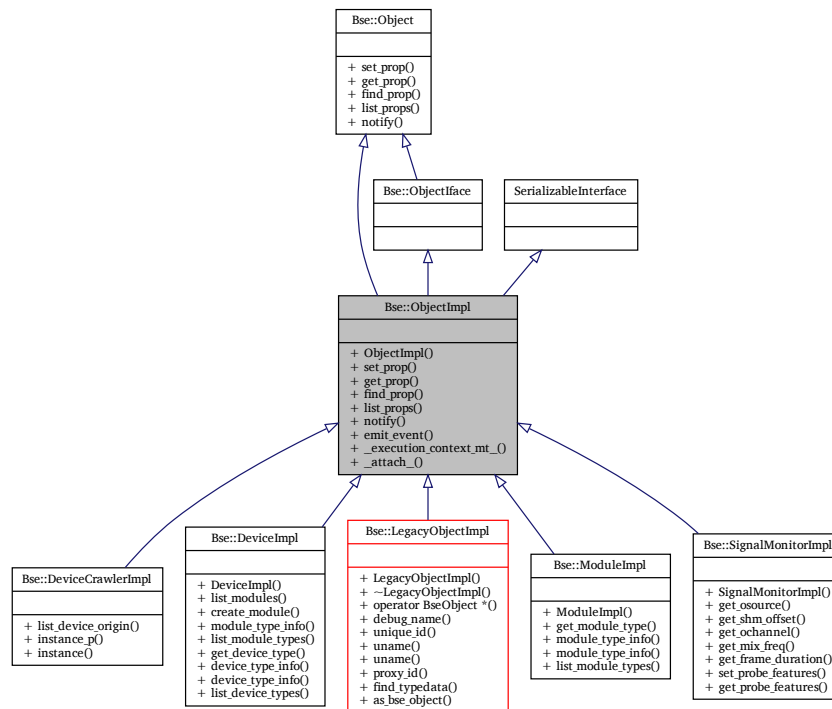 Bse::Object
+ set_prop()
+ get_prop()
+ find_prop()
+ list_props()
+ notify()
Bse::ObjectIface
SerializableInterface
Bse::ObjectImpl
+ ObjectImpl()
+ set_prop()
+ get_prop()
+ find_prop()
+ list_props()
+ notify()
+ emit_event()
+ _execution_context_mt_()
+ _attach_()
Bse::DeviceCrawlerImpl
+ list_device_origin()
+ instance_p()
+ instance()
Bse::DeviceImpl
+ DeviceImpl()
+ list_modules()
+ create_module()
+ module_type_info()
+ list_module_types()
+ get_device_type()
+ device_type_info()
+ device_type_info()
+ list_device_types()
Bse::LegacyObjectImpl
+ LegacyObjectImpl()
+ ~LegacyObjectImpl()
+ operator BseObject *()
+ debug_name()
+ unique_id()
+ uname()
+ uname()
+ proxy_id()
+ find_typedata()
+ as_bse_object()
Bse::ModuleImpl
+ ModuleImpl()
+ get_module_type()
+ module_type_info()
+ module_type_info()
+ list_module_types()
Bse::SignalMonitorImpl
+ SignalMonitorImpl()
+ get_osource()
+ get_shm_offset()
+ get_ochannel()
+ get_mix_freq()
+ get_frame_duration()
+ set_probe_features()
+ get_probe_features()